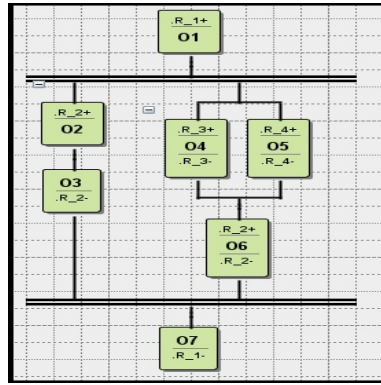 .R_1+
O1
.R_2+
O2
O3
.R_2-
.R_3+
O4
.R_3-
.R_4+
O5
.R_4-
.R_2+
O6
.R_2-
O7
.R_1-